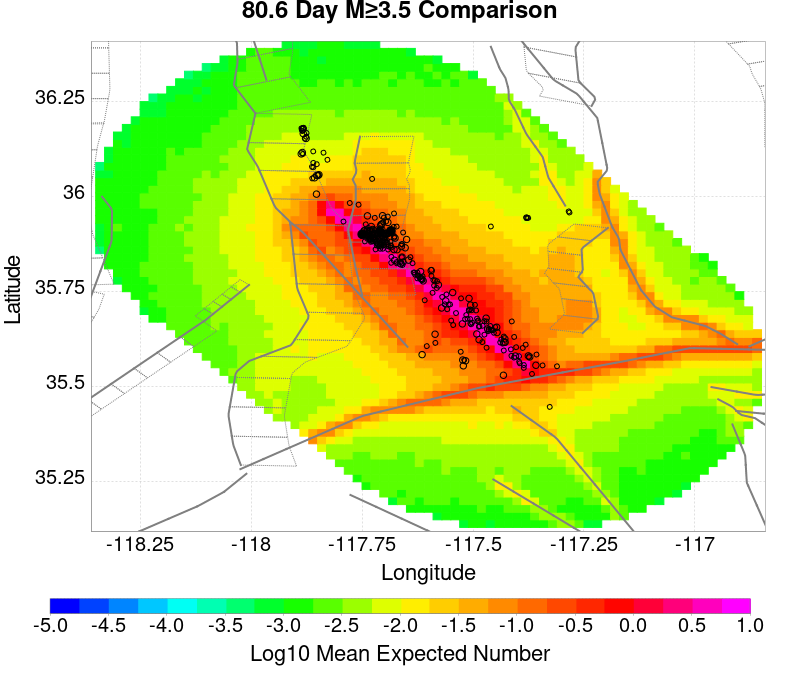 80.6 Day M≥3.5 Comparison
36.25
36
35.75
35.5
35.25
Latitude
-118.25 -118 -117.75 -117.5 -117.25 -117
Longitude
-5.0 -4.5 -4.0 -3.5 -3.0 -2.5 -2.0 -1.5 -1.0 -0.5 0.0 0.5 1.0
Log10 Mean Expected Number